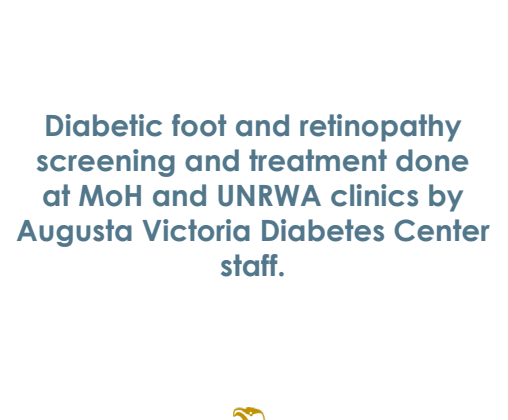 Diabetic foot and retinopathy
screening and treatment done
at MoH and UNRWA clinics by
Augusta Victoria Diabetes Center
staff.